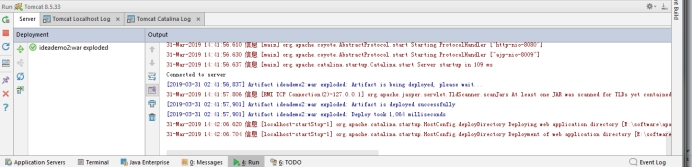 Run Tomcat 8.5.33
Server Tomcat Localhost Log × Tomcat Catalina Log ×
Deployment Output
ideademo2:war exploded
31-Mar-2019 14:41:56.610 信息 [main] org.apache.coyote.AbstractProtocol.start Starting ProtocolHandler ["http-nio-8080"]
31-Mar-2019 14:41:56.630 信息 [main] org.apache.coyote.AbstractProtocol.start Starting ProtocolHandler ["ajp-nio-8009"]
31-Mar-2019 14:41:56.637 信息 [main] org.apache.catalina.startup.Catalina.start Server startup in 109 ms
Connected to server
[2019-03-31 02:41:56,837] Artifact ideademo2:war exploded: Artifact is being deployed, please wait...
31-Mar-2019 14:41:57.806 信息 [RMI TCP Connection(2)-127.0.0.1] org.apache.jasper.servlet.TldScanner.scanJars At least one JAR was scanned for TLDs yet contained
[2019-03-31 02:41:57,901] Artifact ideademo2:war exploded: Artifact is deployed successfully
[2019-03-31 02:41:57,901] Artifact ideademo2:war exploded: Deploy took 1,064 milliseconds
31-Mar-2019 14:42:06.620 信息 [localhost-startStop-1] org.apache.catalina.startup.HostConfig.deployDirectory Deploying web application directory [E:\software\apa
31-Mar-2019 14:42:06.704 信息 [localhost-startStop-1] org.apache.catalina.startup.HostConfig.deployDirectory Deployment of web application directory [E:\software
Application Servers Terminal Java Enterprise 0: Messages 4: Run 6: TODO Event Log